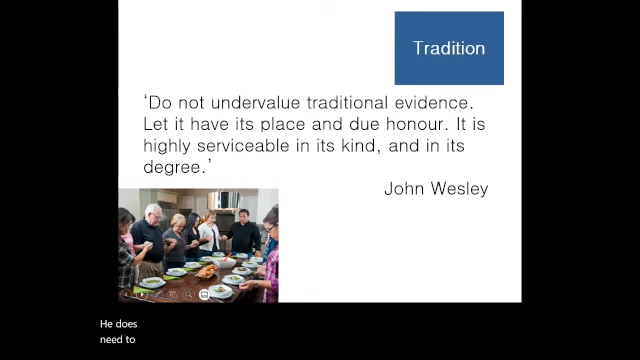 Tradition
‘Do not undervalue traditional evidence.
Let it have its place and due honour. It is
highly serviceable in its kind, and in its
degree.’
John Wesley
He does
need to